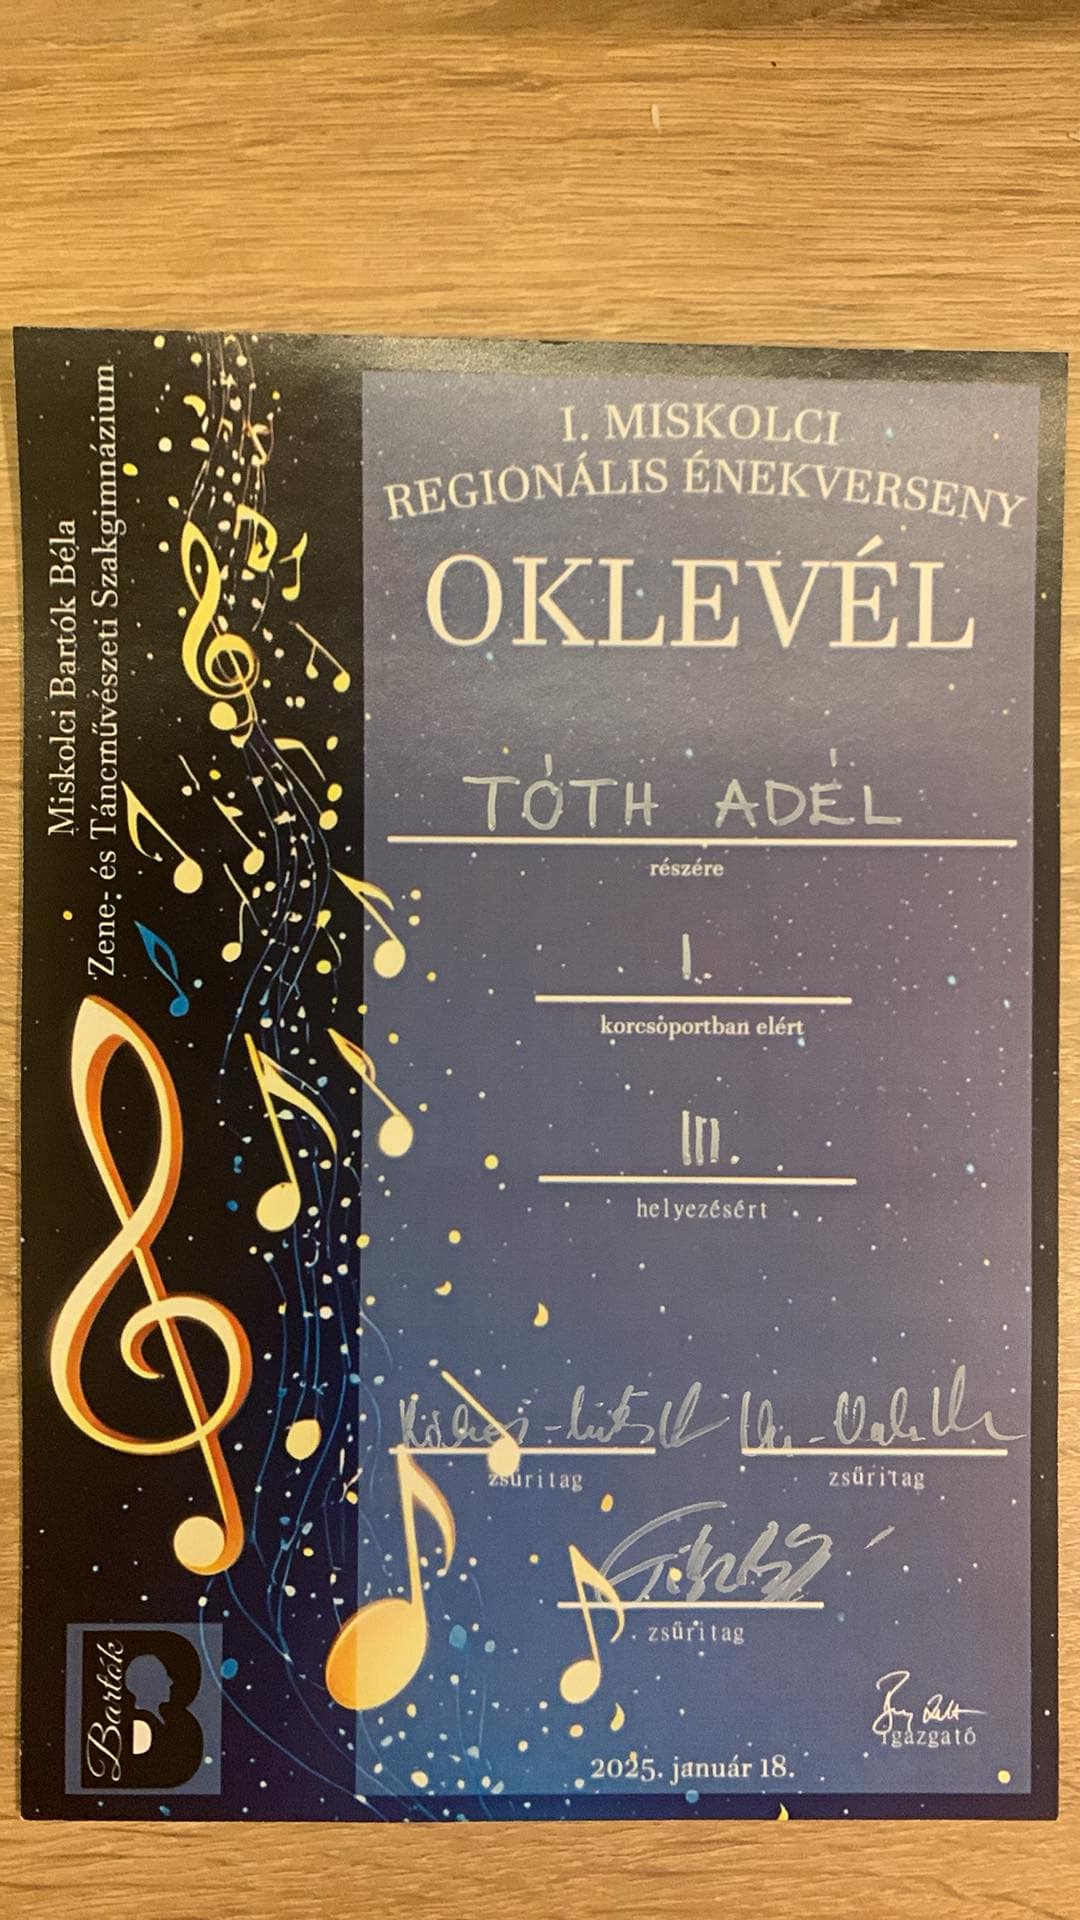 Miskolci Bartók Béla
Zene- és Táncművészeti Szakgimnázium
I. MISKOLCI
REGIONÁLIS ÉNEKVERSENY
OKLEVÉL
TÓTH ADÉL
részére
I.
korcsoportban elért
III.
helyezésért
zsűritag
zsűritag
zsűritag
igazgató
2025. január 18.
Bartók